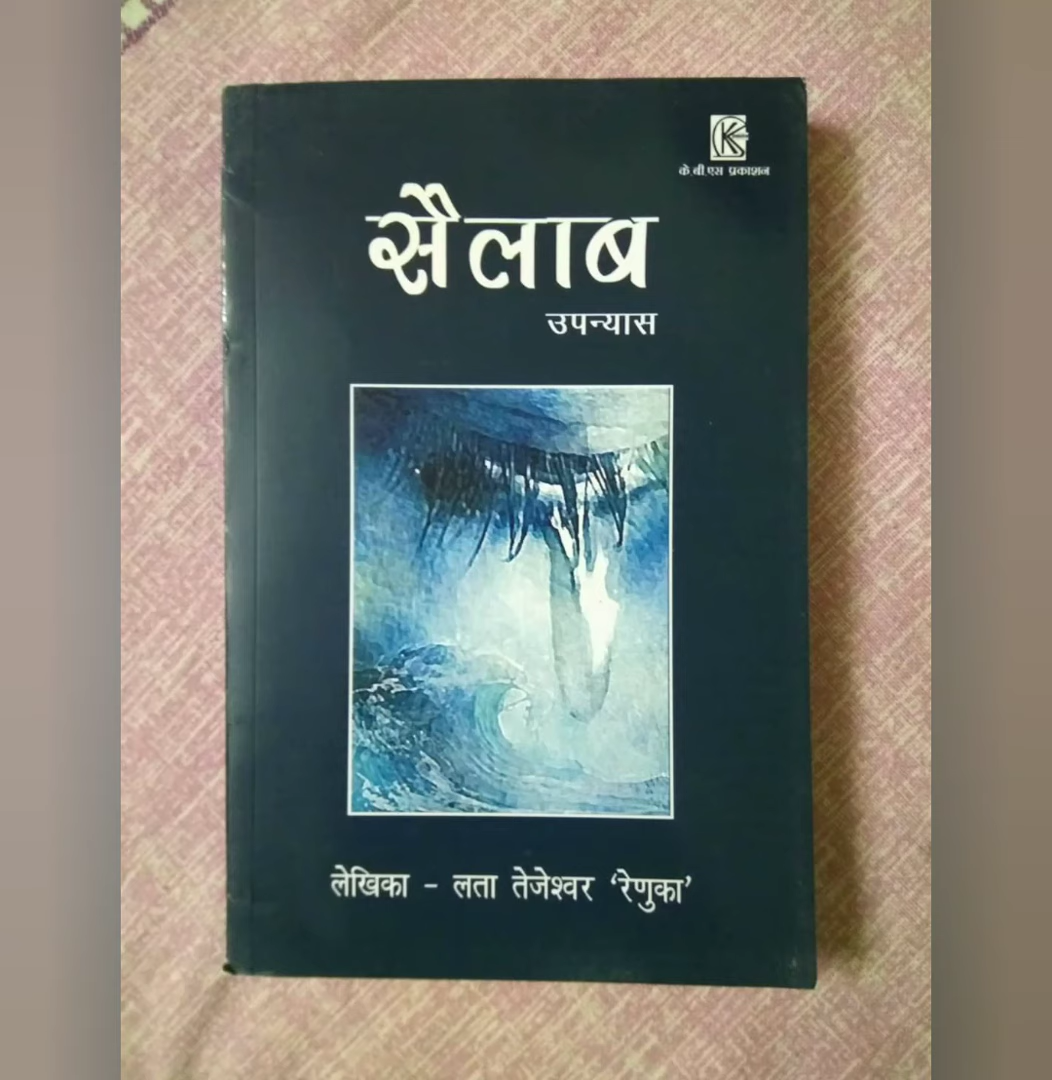 के.बी.एस प्रकाशन
सैलाब
उपन्यास
लेखिका - लता तेजेश्वर 'रेणुका'